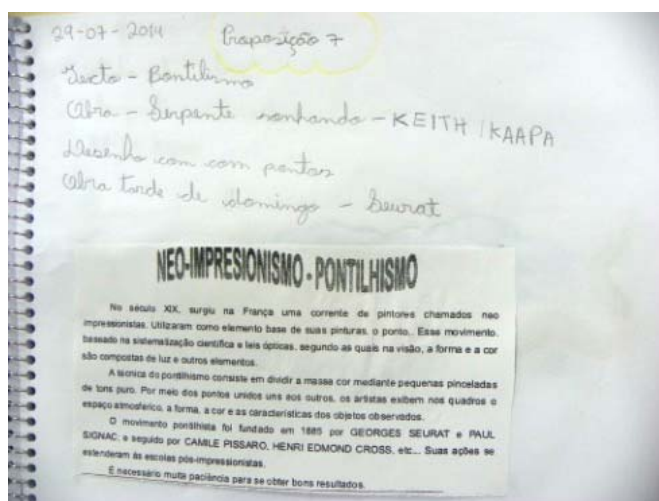 29-07-2014 Proposição 7
Texto - Pontilismo
Obra - Serpente sonhando - KEITH / KAAPA
Desenho com com pontos
Obra tarde de domingo - Seurat
NEO-IMPRESIONISMO - PONTILHISMO
No século XIX, surgiu na França uma corrente de pintores chamados neo
impressionistas. Utilizaram como elemento base de suas pinturas, o ponto.. Esse movimento,
baseado na sistematização científica e leis ópticas, segundo as quais na visão, a forma e a cor
são compostas de luz e outros elementos.
A técnica do pontilhismo consiste em dividir a massa cor mediante pequenas pinceladas
de tons puro. Por meio dos pontos unidos uns aos outros, os artistas exibem nos quadros o
espaço atmosférico, a forma, a cor e as características dos objetos observados.
O movimento pontilhista foi fundado em 1885 por GEORGES SEURAT e PAUL
SIGNAC, e seguido por CAMILE PISSARO, HENRI EDMOND CROSS, etc... Suas ações se
estenderam às escolas pós-impressionistas.
É necessário muita paciência para se obter bons resultados.